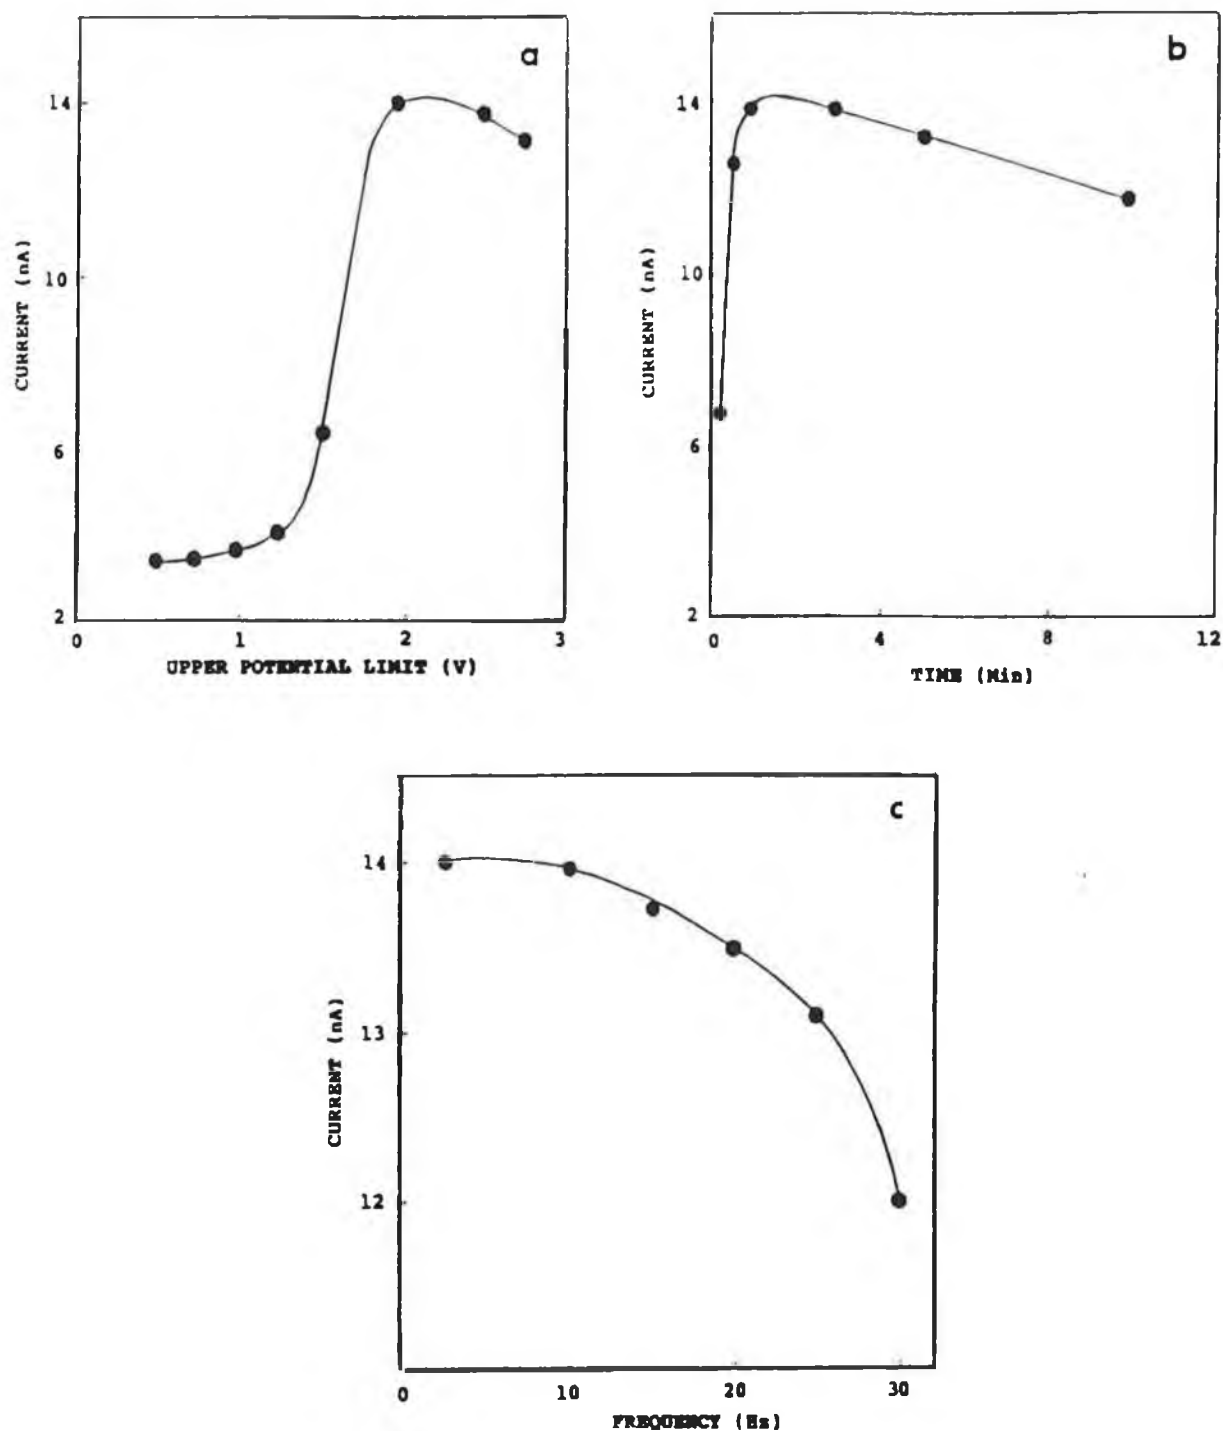 a
14
10
6
2
CURRENT (nA)
0 1 2 3
UPPER POTENTIAL LIMIT (V)
b
14
10
6
2
CURRENT (nA)
0 4 8 12
TIME (Min)
c
14
13
12
CURRENT (nA)
0 10 20 30
FREQUENCY (Hz)